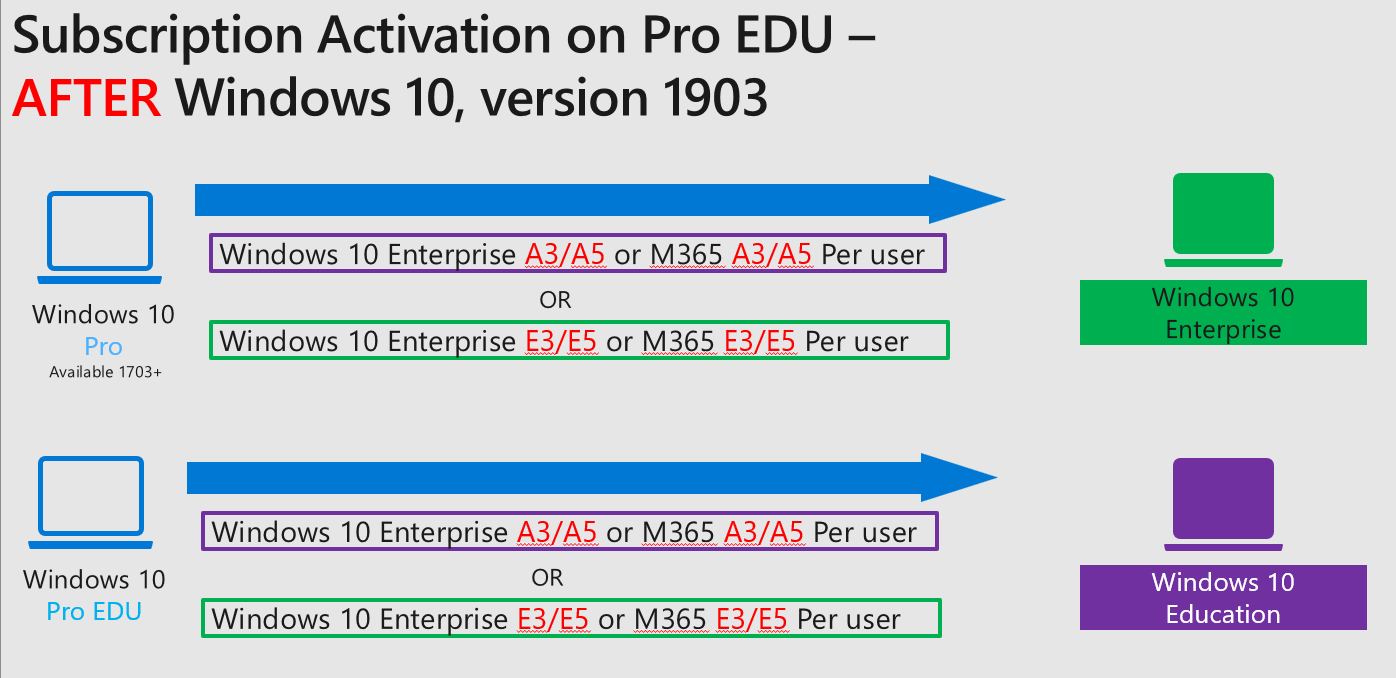 Subscription Activation on Pro EDU –
AFTER Windows 10, version 1903
Windows 10 Enterprise A3/A5 or M365 A3/A5 Per user
OR
Windows 10 Enterprise E3/E5 or M365 E3/E5 Per user
Windows 10
Pro
Available 1703+
Windows 10
Enterprise
Windows 10 Enterprise A3/A5 or M365 A3/A5 Per user
OR
Windows 10 Enterprise E3/E5 or M365 E3/E5 Per user
Windows 10
Pro EDU
Windows 10
Education